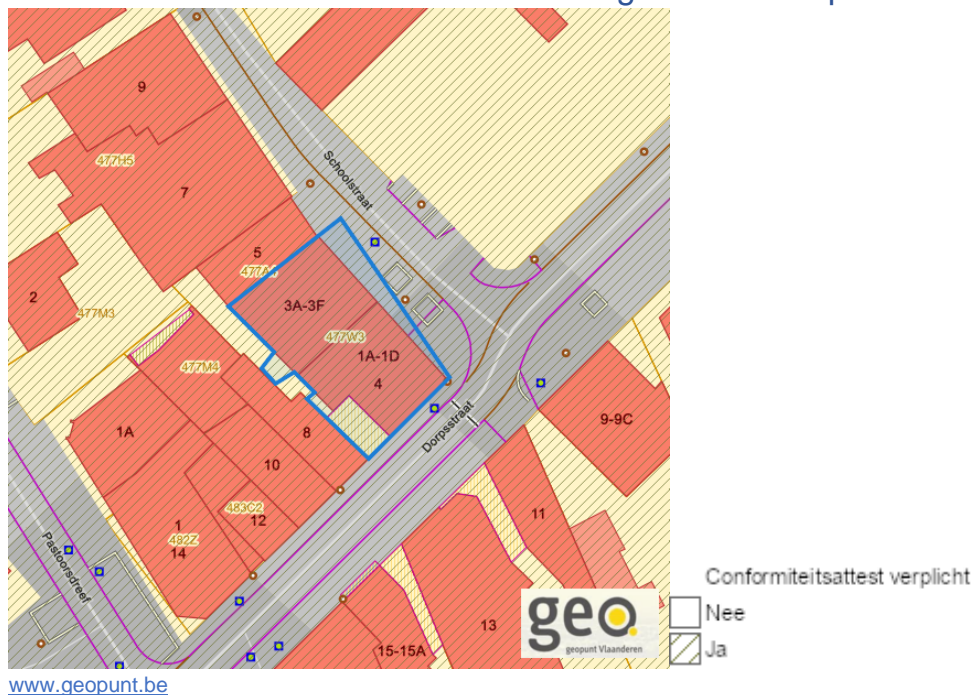 9
477H5
Schoolstraat
7
5
2
477M3
3A-3F
477W3
1A-1D
477M4
4
1A
8
Dorpsstraat
9-9C
10
483C2
12
1
482Z
14
11
Pastoorsdreef
13
15-15A
geo
geopunt Vlaanderen
Conformiteitsattest verplicht
Nee
Ja
www.geopunt.be